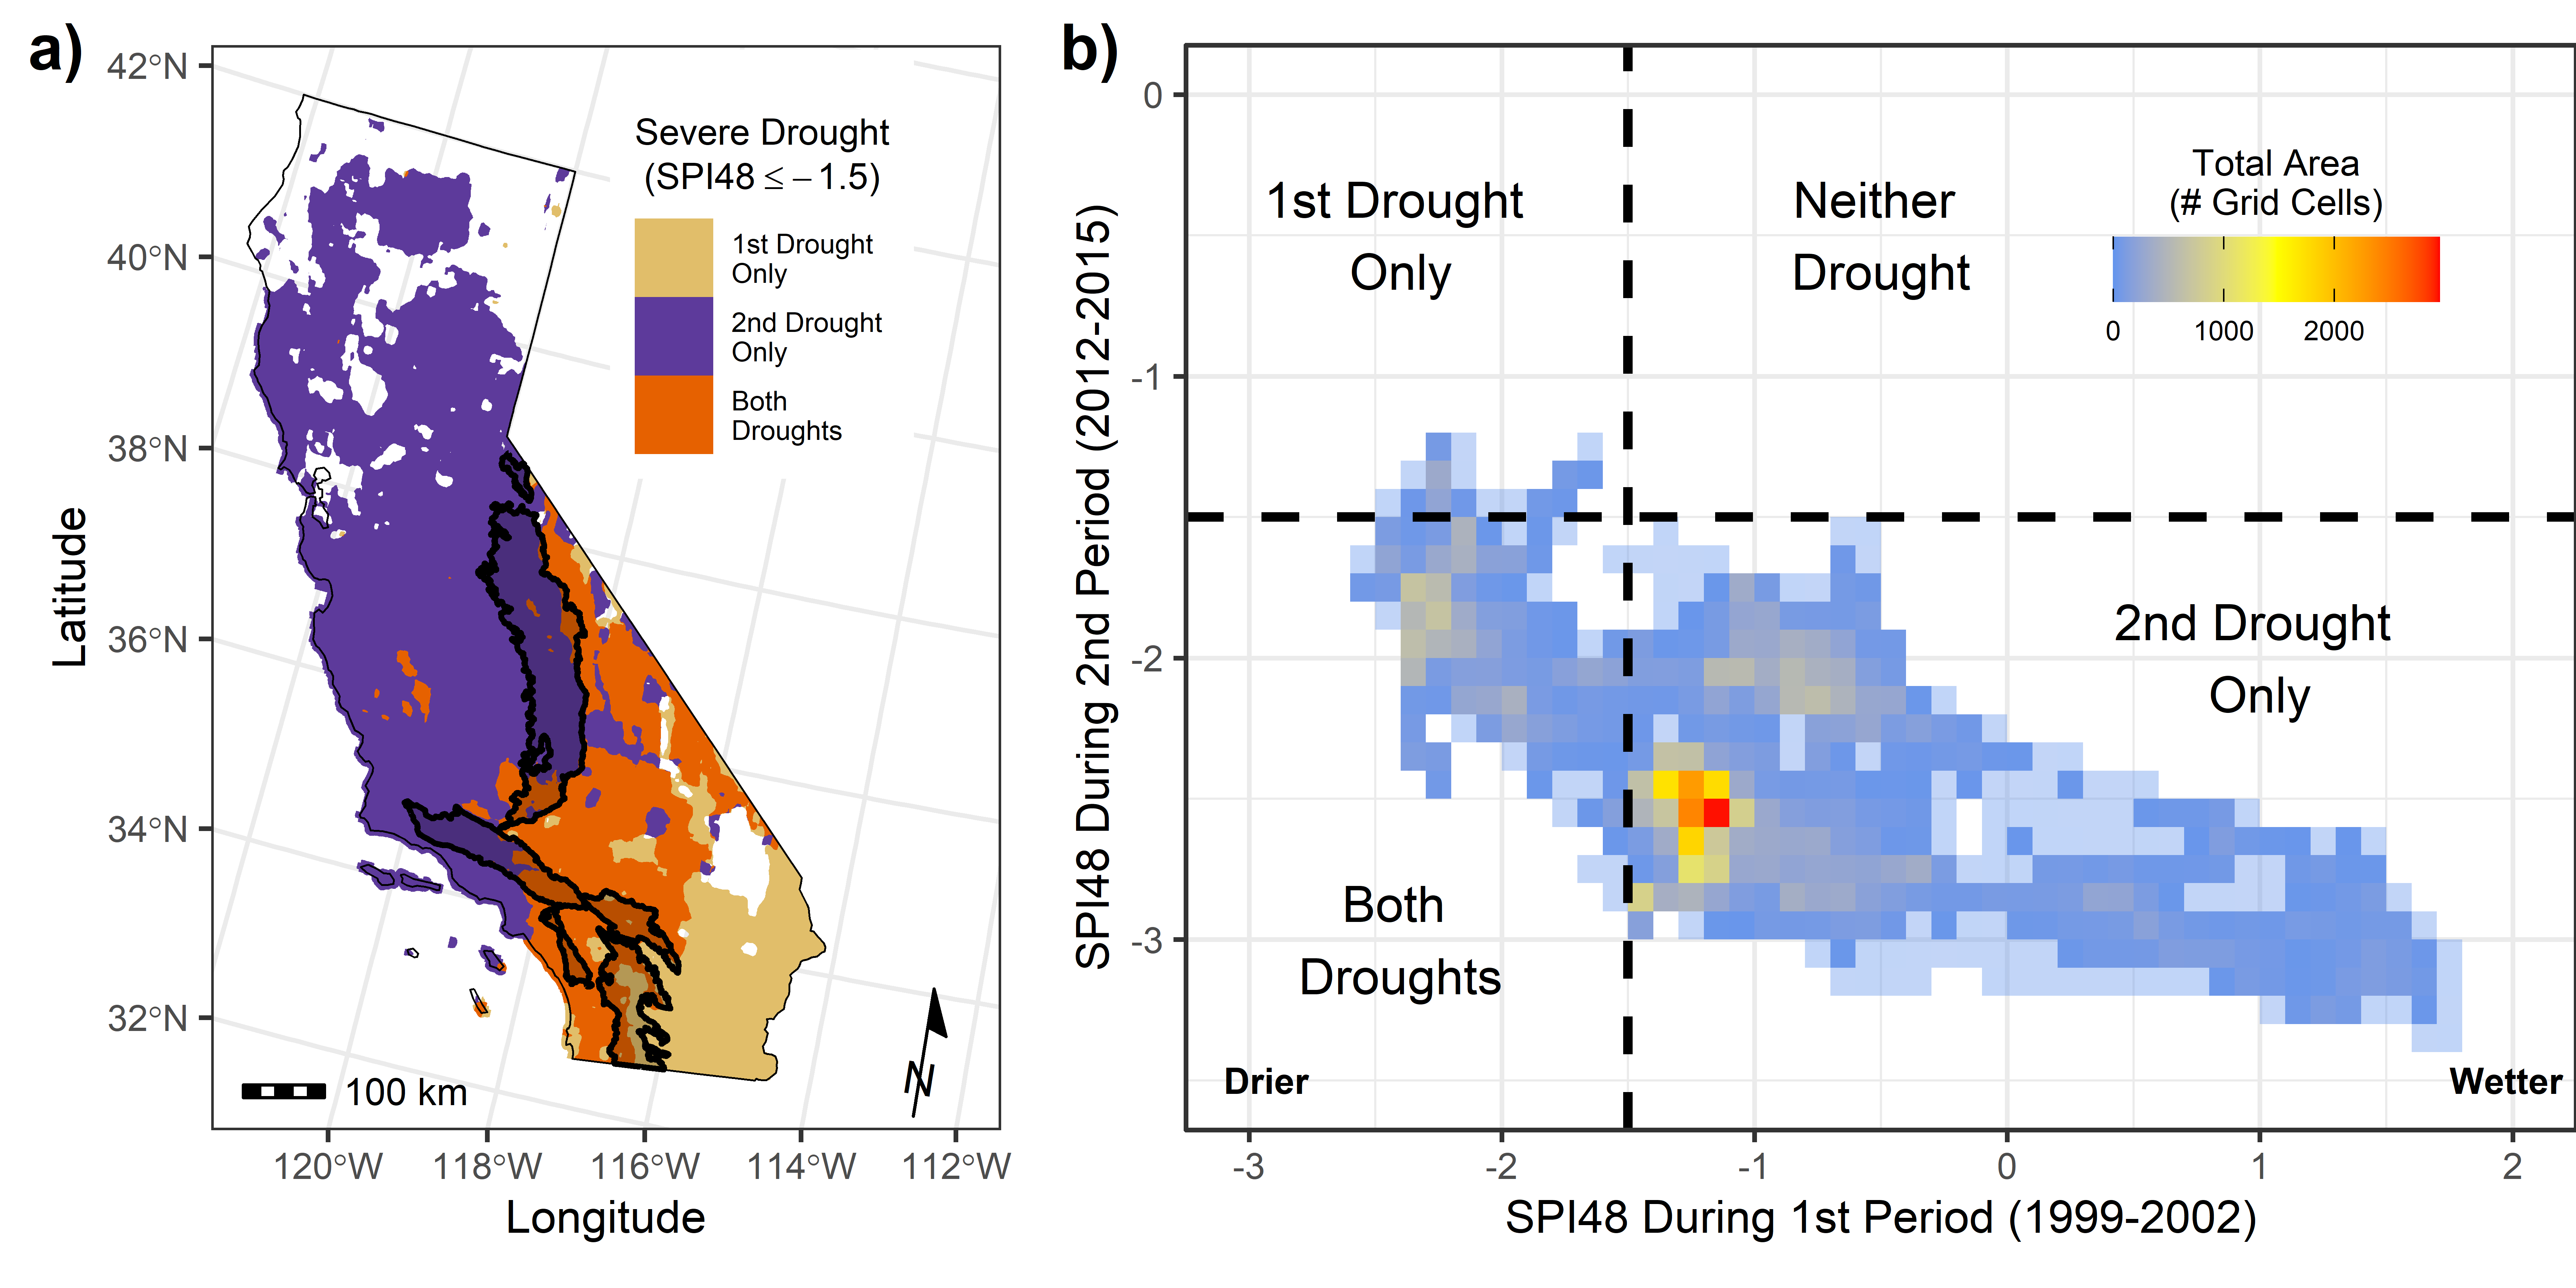 a)
42°N
40°N
38°N
36°N
34°N
32°N
Latitude
Severe Drought
(SPI48 ≤ −1.5)
1st Drought
Only
2nd Drought
Only
Both
Droughts
100 km
N
120°W
118°W
116°W
114°W
112°W
Longitude
b)
0
-1
-2
-3
SPI48 During 2nd Period (2012-2015)
1st Drought
Only
Neither
Drought
Total Area
(# Grid Cells)
0
1000
2000
2nd Drought
Only
Both
Droughts
Drier
Wetter
-3
-2
-1
0
1
2
SPI48 During 1st Period (1999-2002)